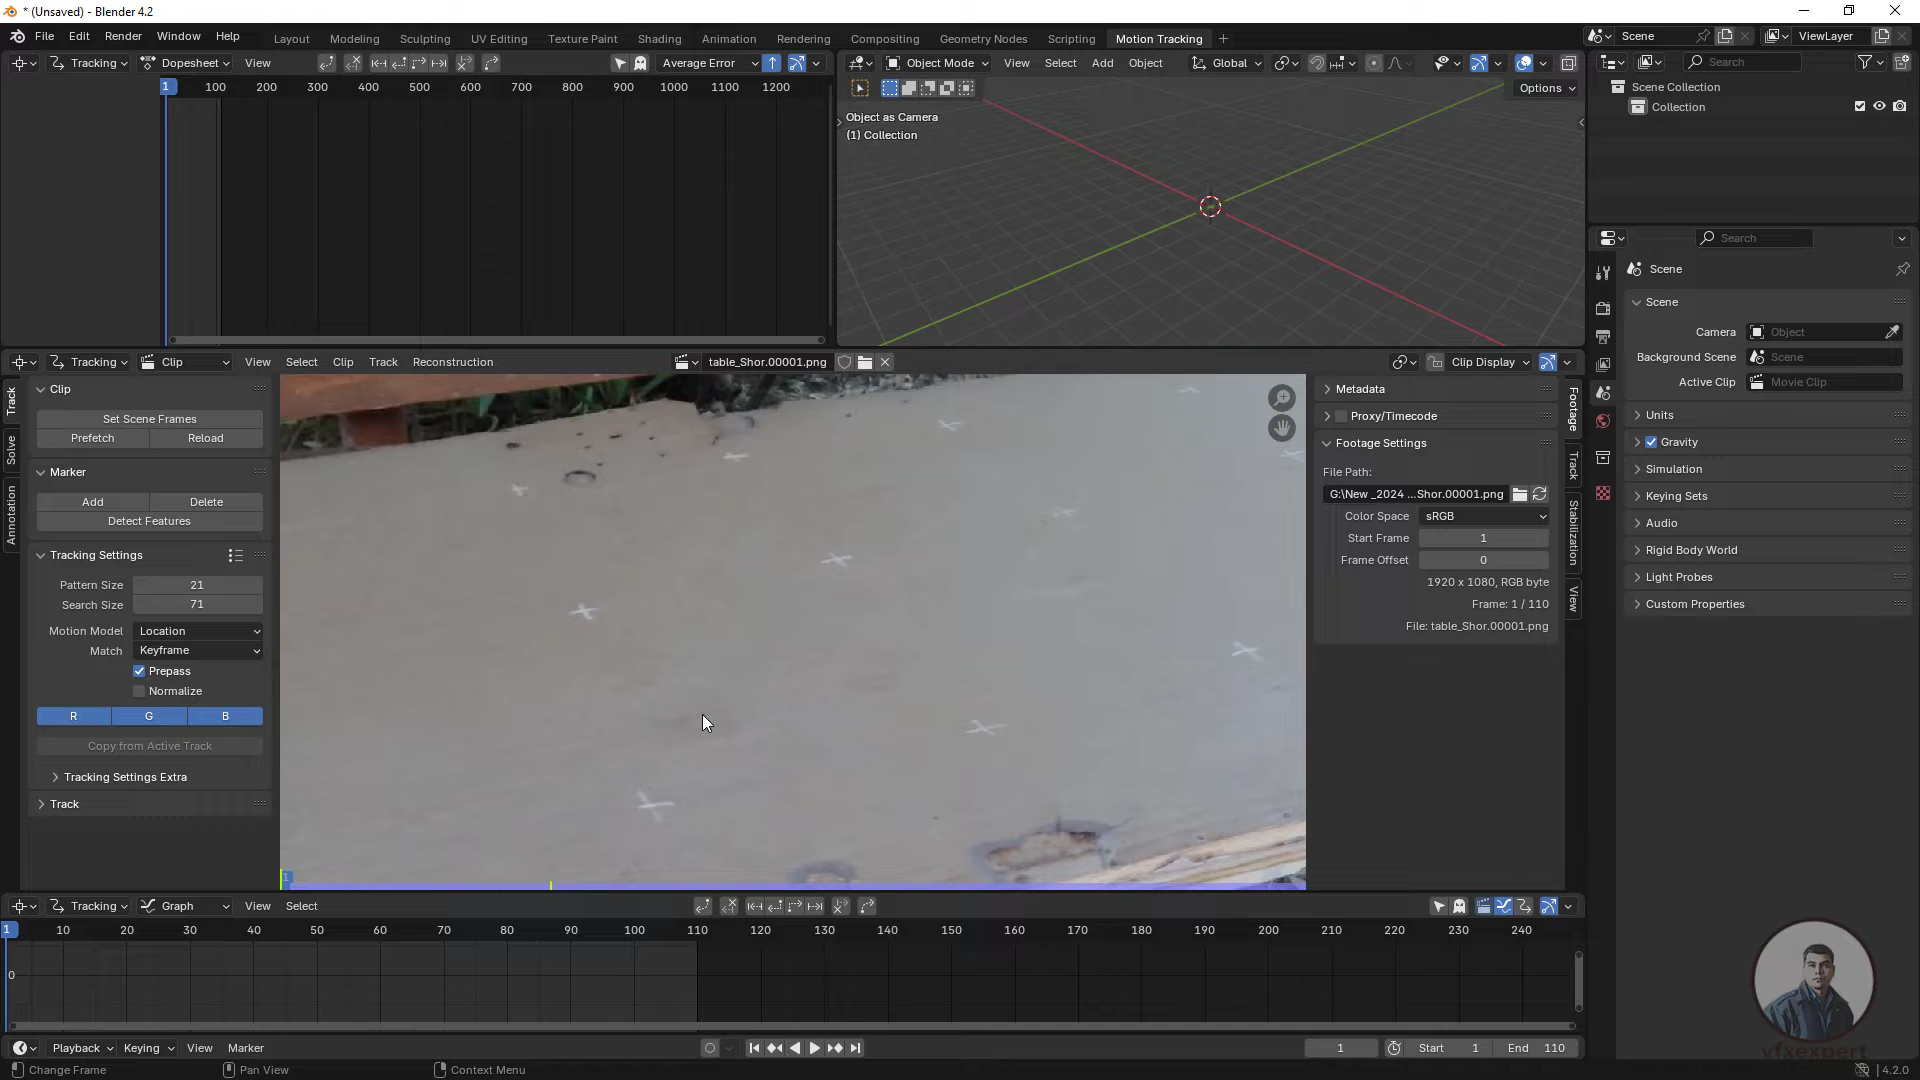 * (Unsaved) - Blender 4.2
File Edit Render Window Help Layout Modeling Sculpting UV Editing Texture Paint Shading Animation Rendering Compositing Geometry Nodes Scripting Motion Tracking + Scene ViewLayer
Tracking Dopesheet View Average Error
1 100 200 300 400 500 600 700 800 900 1000 1100 1200
Object Mode View Select Add Object Global
Options
Object as Camera
(1) Collection
Search
Scene Collection
Collection
Search
Scene
Scene
Camera Object
Background Scene Scene
Active Clip Movie Clip
Units
Gravity
Simulation
Keying Sets
Audio
Rigid Body World
Light Probes
Custom Properties
Tracking Clip View Select Clip Track Reconstruction table_Shor.00001.png Clip Display
Track
Solve
Annotation
Clip
Set Scene Frames
Prefetch Reload
Marker
Add Delete
Detect Features
Tracking Settings
Pattern Size 21
Search Size 71
Motion Model Location
Match Keyframe
Prepass
Normalize
R G B
Copy from Active Track
Tracking Settings Extra
Track
1
Metadata
Proxy/Timecode
Footage Settings
File Path:
G:\New _2024 ...Shor.00001.png
Color Space sRGB
Start Frame 1
Frame Offset 0
1920 x 1080, RGB byte
Frame: 1 / 110
File: table_Shor.00001.png
Footage
Track
Stabilization
View
Tracking Graph View Select
1 10 20 30 40 50 60 70 80 90 100 110 120 130 140 150 160 170 180 190 200 210 220 230 240
0
Playback Keying View Marker 1 Start 1 End 110
Change Frame Pan View Context Menu 4.2.0
vfxexpert